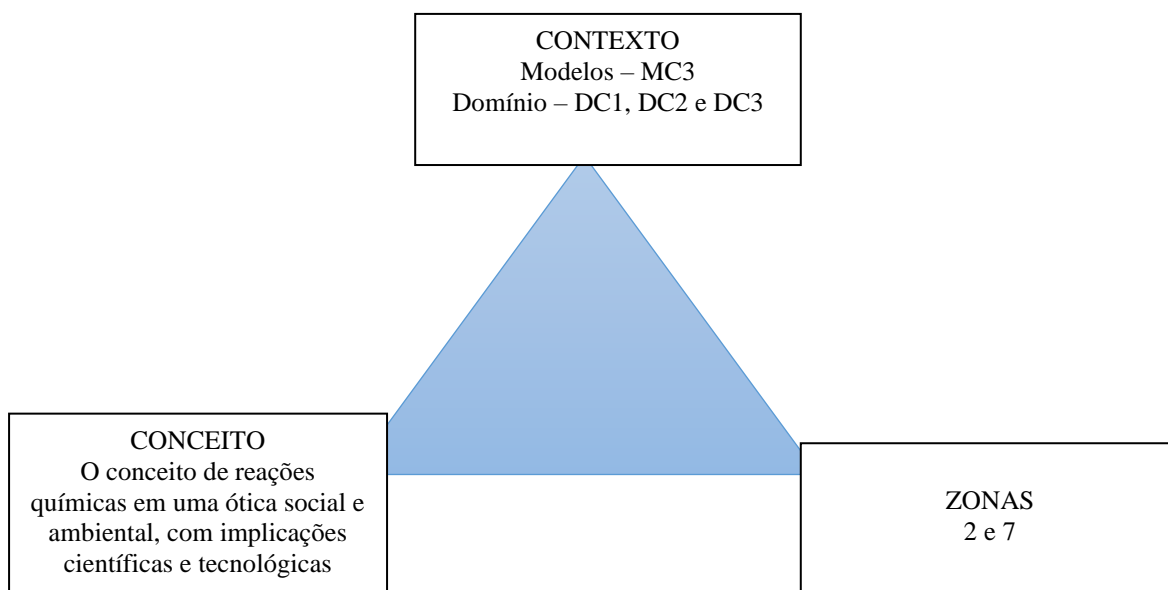 CONTEXTO
Modelos – MC3
Domínio – DC1, DC2 e DC3
CONCEITO
O conceito de reações
químicas em uma ótica social e
ambiental, com implicações
científicas e tecnológicas
ZONAS
2 e 7